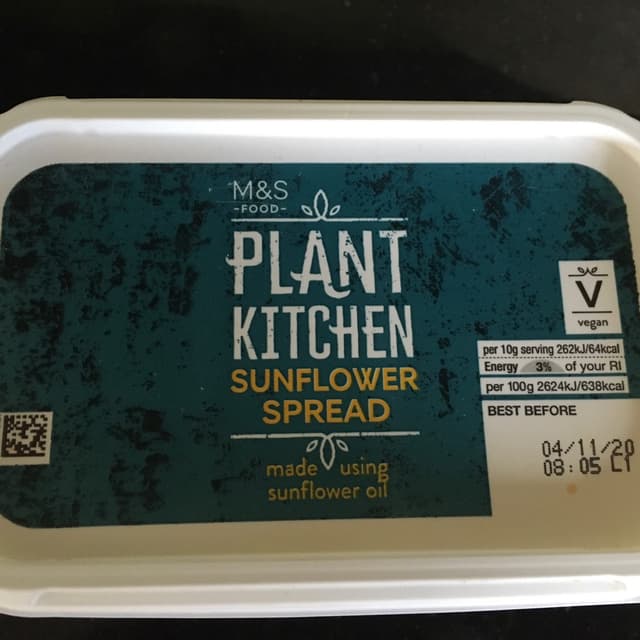 M&S
-FOOD-
PLANT
KITCHEN
SUNFLOWER
SPREAD
made using
sunflower oil
V
vegan
per 10g serving 262kJ/64kcal
Energy 3% of your RI
per 100g 2624kJ/638kcal
BEST BEFORE
04/11/20
08:05 L1